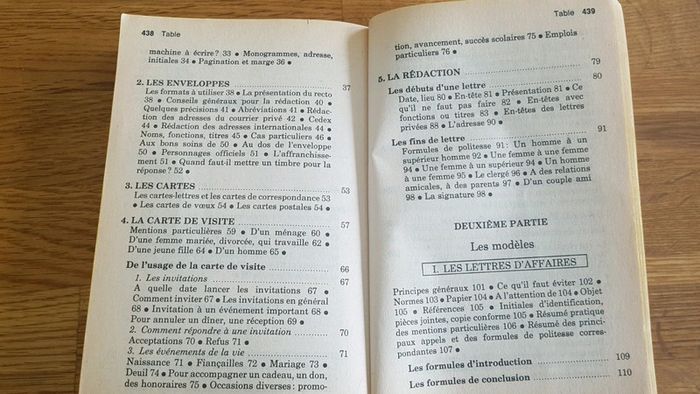 438 Table
machine à écrire? 33 • Monogrammes, adresse,
initiales 34 • Pagination et marge 36 •
2. LES ENVELOPPES 37
Les formats à utiliser 38 • La présentation du recto
38 • Conseils généraux pour la rédaction 40 •
Quelques précisions 41 • Abréviations 41 • Rédac-
tion des adresses du courrier privé 42 • Cedex
44 • Rédaction des adresses internationales 44 •
Noms, fonctions, titres 45 • Cas particuliers 46 •
Aux bons soins de 50 • Au dos de l'enveloppe
50 • Personnages officiels 51 • L'affranchisse-
ment 51 • Quand faut-il mettre un timbre pour la
réponse? 52 •
3. LES CARTES 53
Les cartes-lettres et les cartes de correspondance 53
• Les cartes de vœux 54 • Les cartes postales 54 •
4. LA CARTE DE VISITE 57
Mentions particulières 59 • D'un ménage 60 •
D'une femme mariée, divorcée, qui travaille 62 •
D'une jeune fille 64 • D'un homme 65 •
De l'usage de la carte de visite 66
1. Les invitations 67
A quelle date lancer les invitations 67 •
Comment inviter 67 • Les invitations en général
68 • Invitation à un événement important 68 •
Pour annuler un dîner, une réception 69 •
2. Comment répondre à une invitation 70
Acceptations 70 • Refus 71 •
3. Les événements de la vie 71
Naissance 71 • Fiançailles 72 • Mariage 73 •
Deuil 74 • Pour accompagner un cadeau, un don,
des honoraires 75 • Occasions diverses : promo-
Table 439
tion, avancement, succès scolaires 75 • Emplois
particuliers 76 •
5. LA RÉDACTION 79
Les débuts d'une lettre 80
Date, lieu 80 • En-tête 81 • Présentation 81 • Ce
qu'il ne faut pas faire 82 • En-têtes avec
fonctions ou titres 83 • En-têtes des lettres
privées 88 • L'adresse 90 •
Les fins de lettre 91
Formules de politesse 91 : Un homme à un
supérieur homme 92 • Une femme à une femme
94 • Une femme à un supérieur 94 • Un homme
à une femme 95 • Le clergé 96 • A des relations
amicales, à des parents 97 • D'un couple ami
98 • La signature 98 •
DEUXIÈME PARTIE
Les modèles
I. LES LETTRES D'AFFAIRES
Principes généraux 101 • Ce qu'il faut éviter 102 •
Normes 103 • Papier 104 • A l'attention de 104 • Objet
105 • Références 105 • Initiales d'identification,
pièces jointes, copie conforme 105 • Résumé pratique
des mentions particulières 106 • Résumé des princi-
paux appels et des formules de politesse corres-
pondantes 107 •
Les formules d'introduction 109
Les formules de conclusion 110